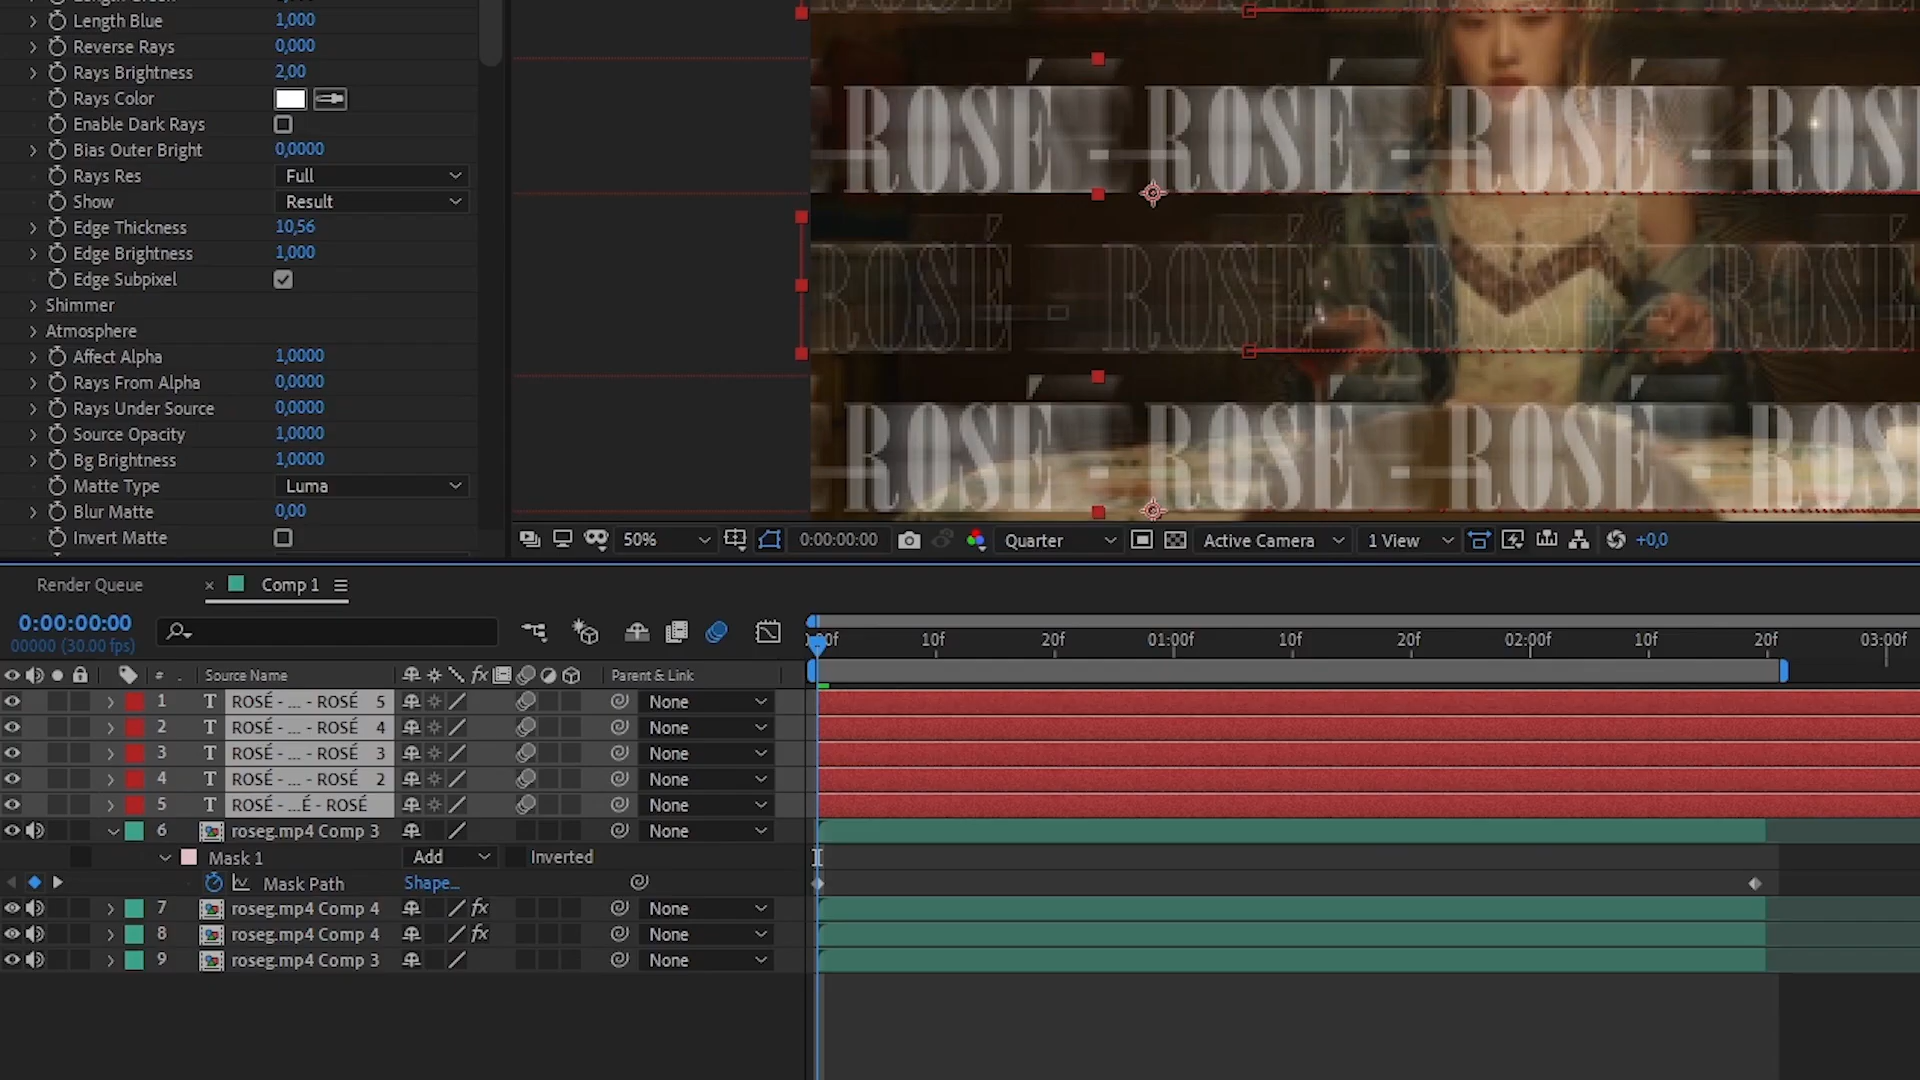 Length Blue 1,000
Reverse Rays 0,000
Rays Brightness 2,00
Rays Color
Enable Dark Rays
Bias Outer Bright 0,0000
Rays Res Full
Show Result
Edge Thickness 10,56
Edge Brightness 1,000
Edge Subpixel
Shimmer
Atmosphere
Affect Alpha 1,0000
Rays From Alpha 0,0000
Rays Under Source 0,0000
Source Opacity 1,0000
Bg Brightness 1,0000
Matte Type Luma
Blur Matte 0,00
Invert Matte
ROSÉ - ROSÉ - ROSÉ - ROSÉ
ROSÉ - ROSÉ - ROSÉ - ROSÉ
ROSÉ - ROSÉ - ROSÉ - ROSÉ
50% 0:00:00:00 Quarter Active Camera 1 View +0,0
Render Queue × Comp 1
0:00:00:00
00000 (30.00 fps)
:00f 10f 20f 01:00f 10f 20f 02:00f 10f 20f 03:00f
# . Source Name fx Parent & Link
1 T ROSÉ - ... - ROSÉ 5 None
2 T ROSÉ - ... - ROSÉ 4 None
3 T ROSÉ - ... - ROSÉ 3 None
4 T ROSÉ - ... - ROSÉ 2 None
5 T ROSÉ - ...É - ROSÉ None
6 roseg.mp4 Comp 3 None
Mask 1 Add Inverted
Mask Path Shape...
7 roseg.mp4 Comp 4 fx None
8 roseg.mp4 Comp 4 fx None
9 roseg.mp4 Comp 3 None